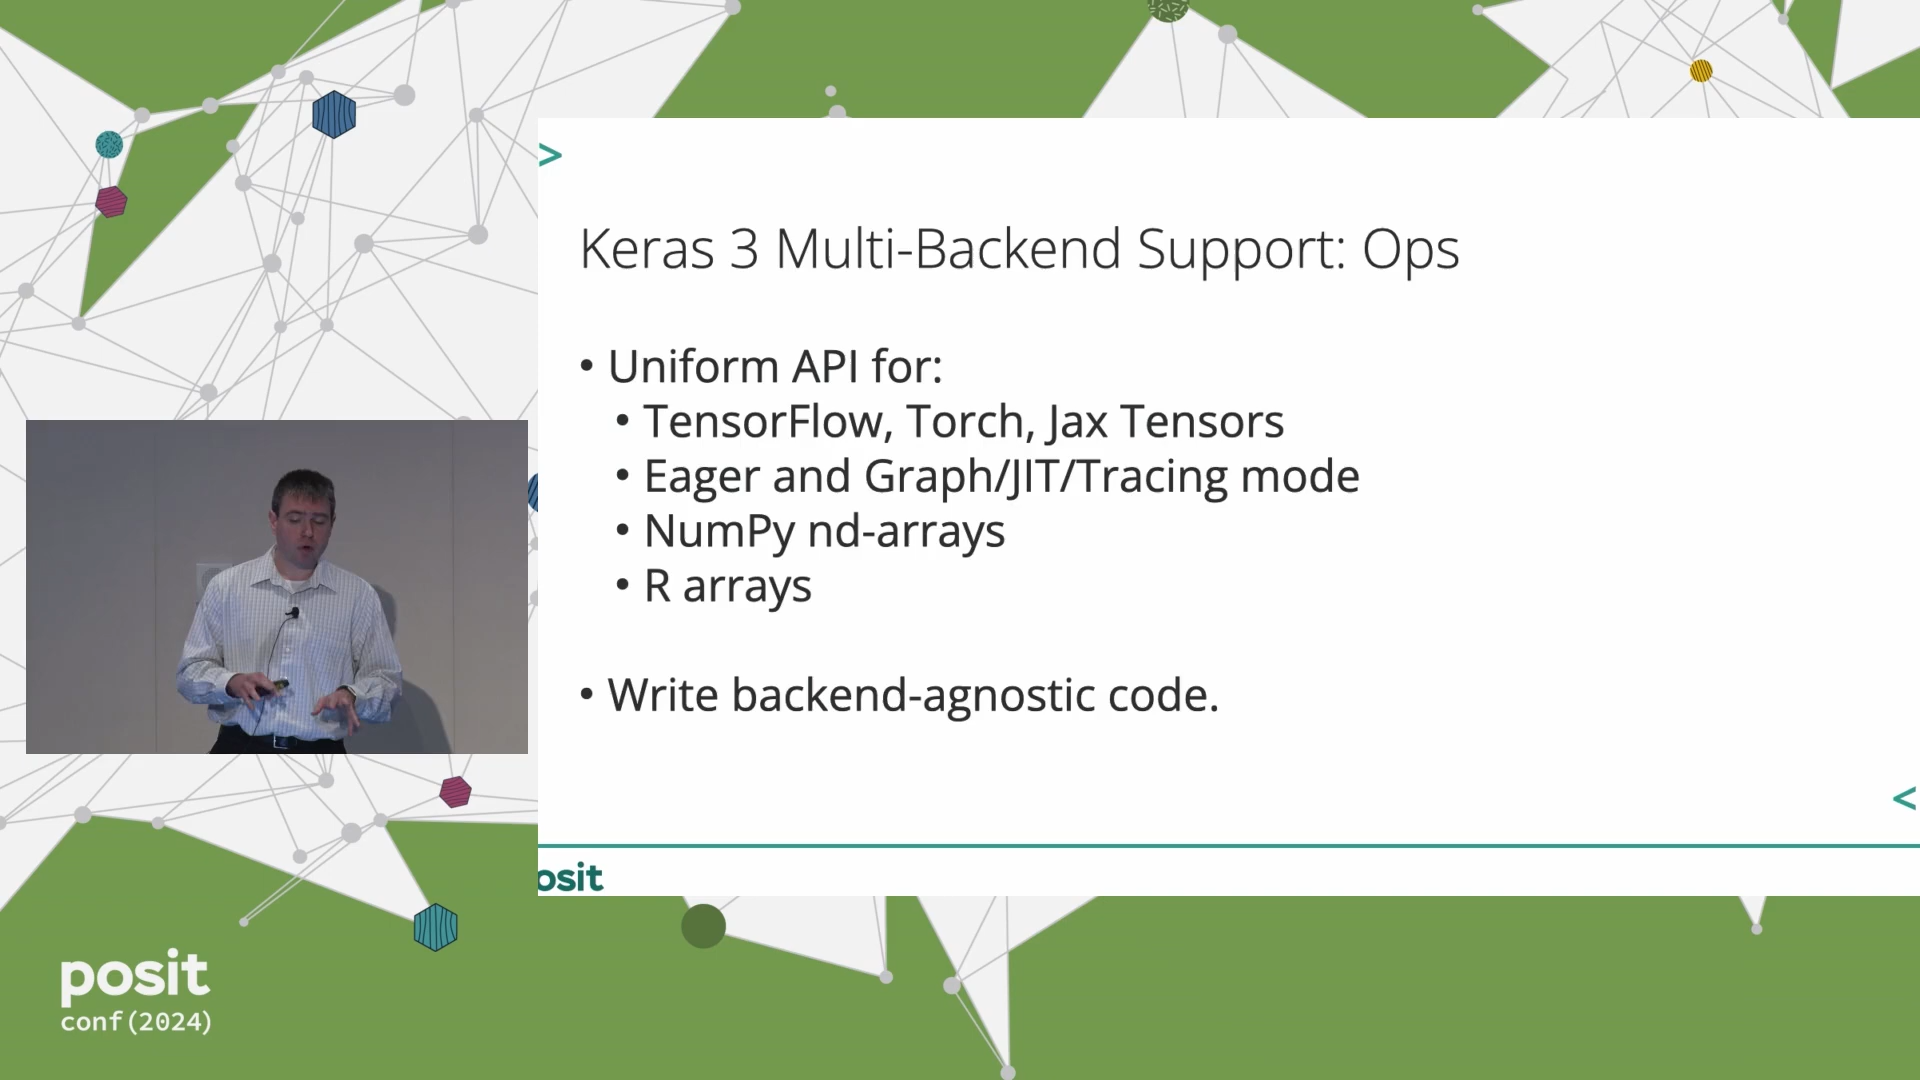 >
Keras 3 Multi-Backend Support: Ops
• Uniform API for:
• TensorFlow, Torch, Jax Tensors
• Eager and Graph/JIT/Tracing mode
• NumPy nd-arrays
• R arrays
• Write backend-agnostic code.
<
osit
posit
conf(2024)